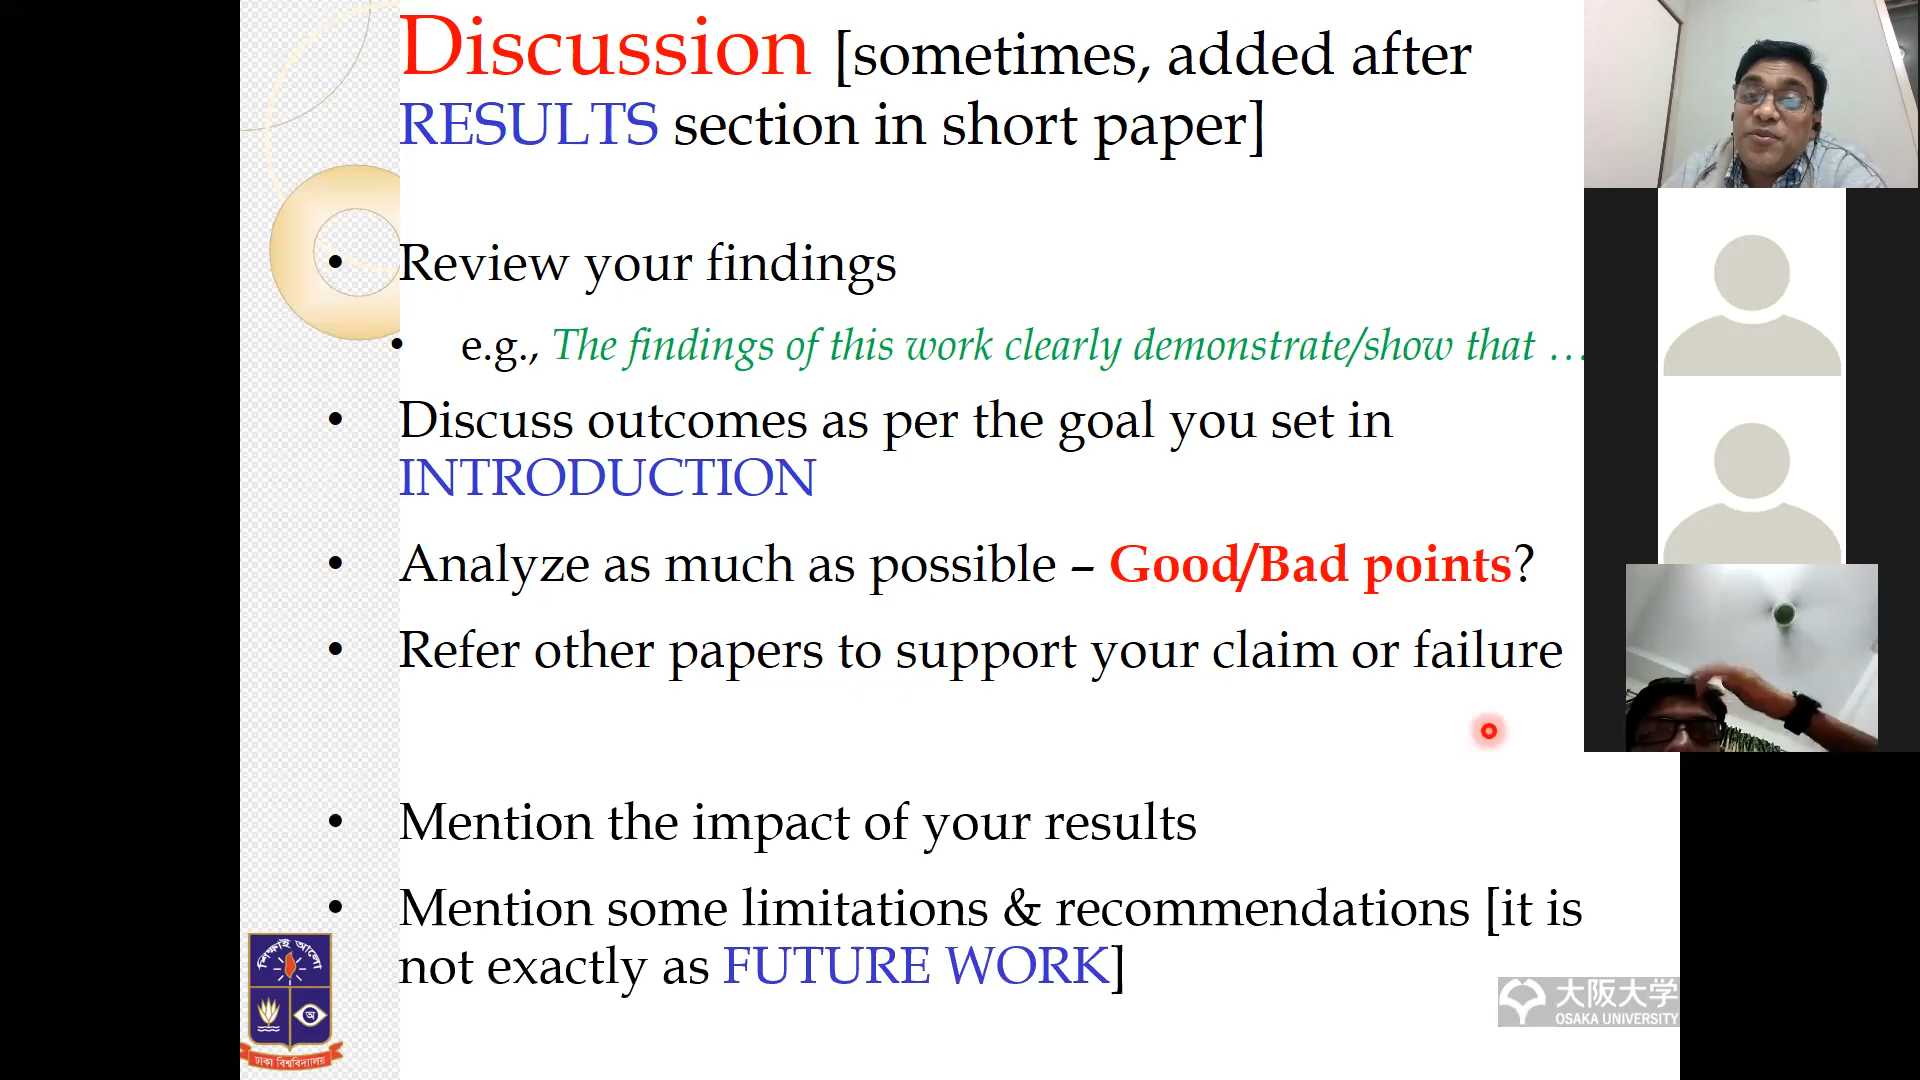 Discussion [sometimes, added after
RESULTS section in short paper]
• Review your findings
• e.g., The findings of this work clearly demonstrate/show that …
• Discuss outcomes as per the goal you set in
INTRODUCTION
• Analyze as much as possible – Good/Bad points?
• Refer other papers to support your claim or failure
• Mention the impact of your results
• Mention some limitations & recommendations [it is
not exactly as FUTURE WORK]
শিক্ষাই আলো
অ
ঢাকা বিশ্ববিদ্যালয়
大阪大学
OSAKA UNIVERSITY